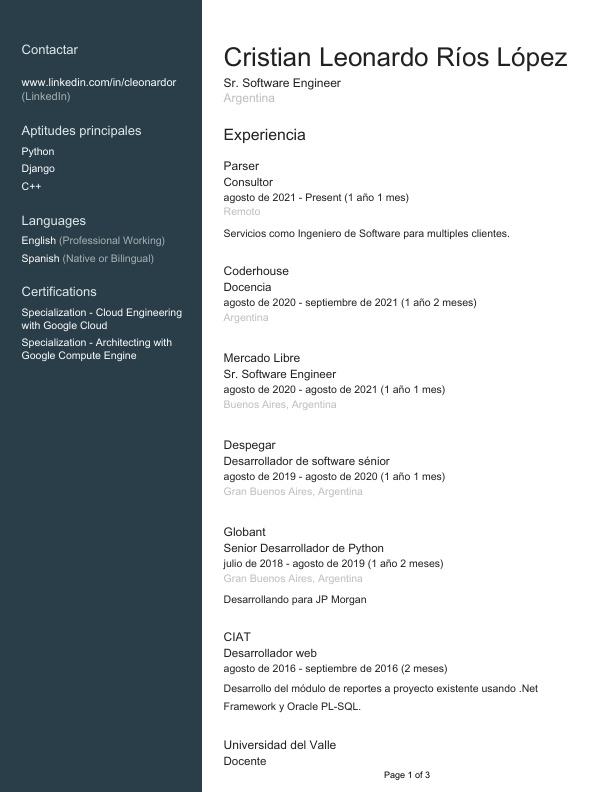 Contactar
www.linkedin.com/in/cleonardor
(LinkedIn)
Aptitudes principales
Python
Django
C++
Languages
English (Professional Working)
Spanish (Native or Bilingual)
Certifications
Specialization - Cloud Engineering
with Google Cloud
Specialization - Architecting with
Google Compute Engine
Cristian Leonardo Ríos López
Sr. Software Engineer
Argentina
Experiencia
Parser
Consultor
agosto de 2021 - Present (1 año 1 mes)
Remoto
Servicios como Ingeniero de Software para multiples clientes.
Coderhouse
Docencia
agosto de 2020 - septiembre de 2021 (1 año 2 meses)
Argentina
Mercado Libre
Sr. Software Engineer
agosto de 2020 - agosto de 2021 (1 año 1 mes)
Buenos Aires, Argentina
Despegar
Desarrollador de software sénior
agosto de 2019 - agosto de 2020 (1 año 1 mes)
Gran Buenos Aires, Argentina
Globant
Senior Desarrollador de Python
julio de 2018 - agosto de 2019 (1 año 2 meses)
Gran Buenos Aires, Argentina
Desarrollando para JP Morgan
CIAT
Desarrollador web
agosto de 2016 - septiembre de 2016 (2 meses)
Desarrollo del módulo de reportes a proyecto existente usando .Net
Framework y Oracle PL-SQL.
Universidad del Valle
Docente
Page 1 of 3